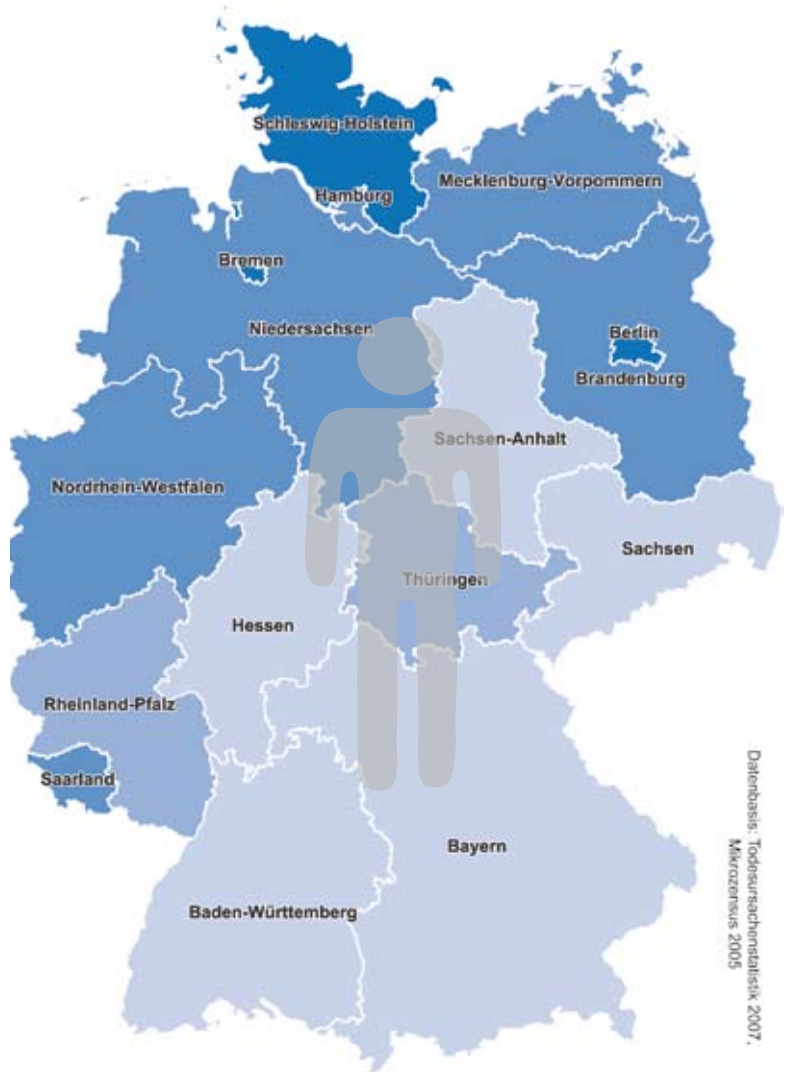 Schleswig-Holstein
Mecklenburg-Vorpommern
Hamburg
Bremen
Niedersachsen
Berlin
Brandenburg
Sachsen-Anhalt
Nordrhein-Westfalen
Sachsen
Thüringen
Hessen
Rheinland-Pfalz
Saarland
Bayern
Baden-Württemberg
Datenbasis: Todesursachenstatistik 2007,
Mikrozensus 2005